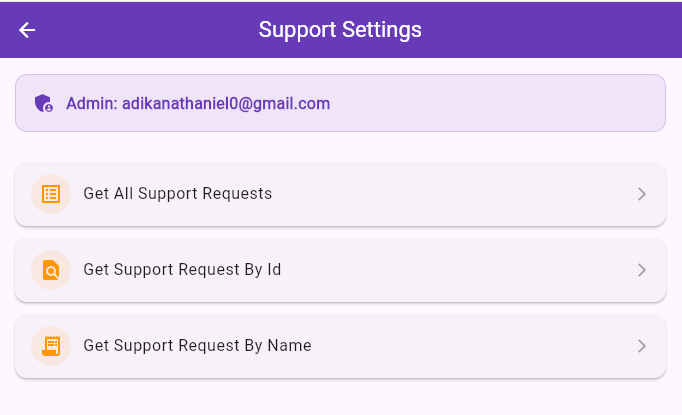 Support Settings
Admin: adikanathaniel0@gmail.com
Get All Support Requests
Get Support Request By Id
Get Support Request By Name